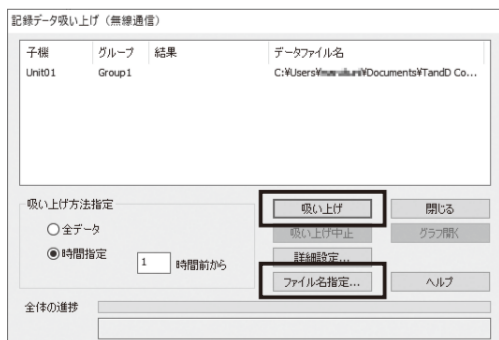 記録データ吸い上げ（無線通信）
子機 グループ 結果 データファイル名
Unit01 Group1 C:¥Users¥ ¥Documents¥TandD Co...
吸い上げ方法指定
全データ
時間指定 1 時間前から
吸い上げ 閉じる
吸い上げ中止 グラフ開く
詳細設定...
ファイル名指定... ヘルプ
全体の進捗